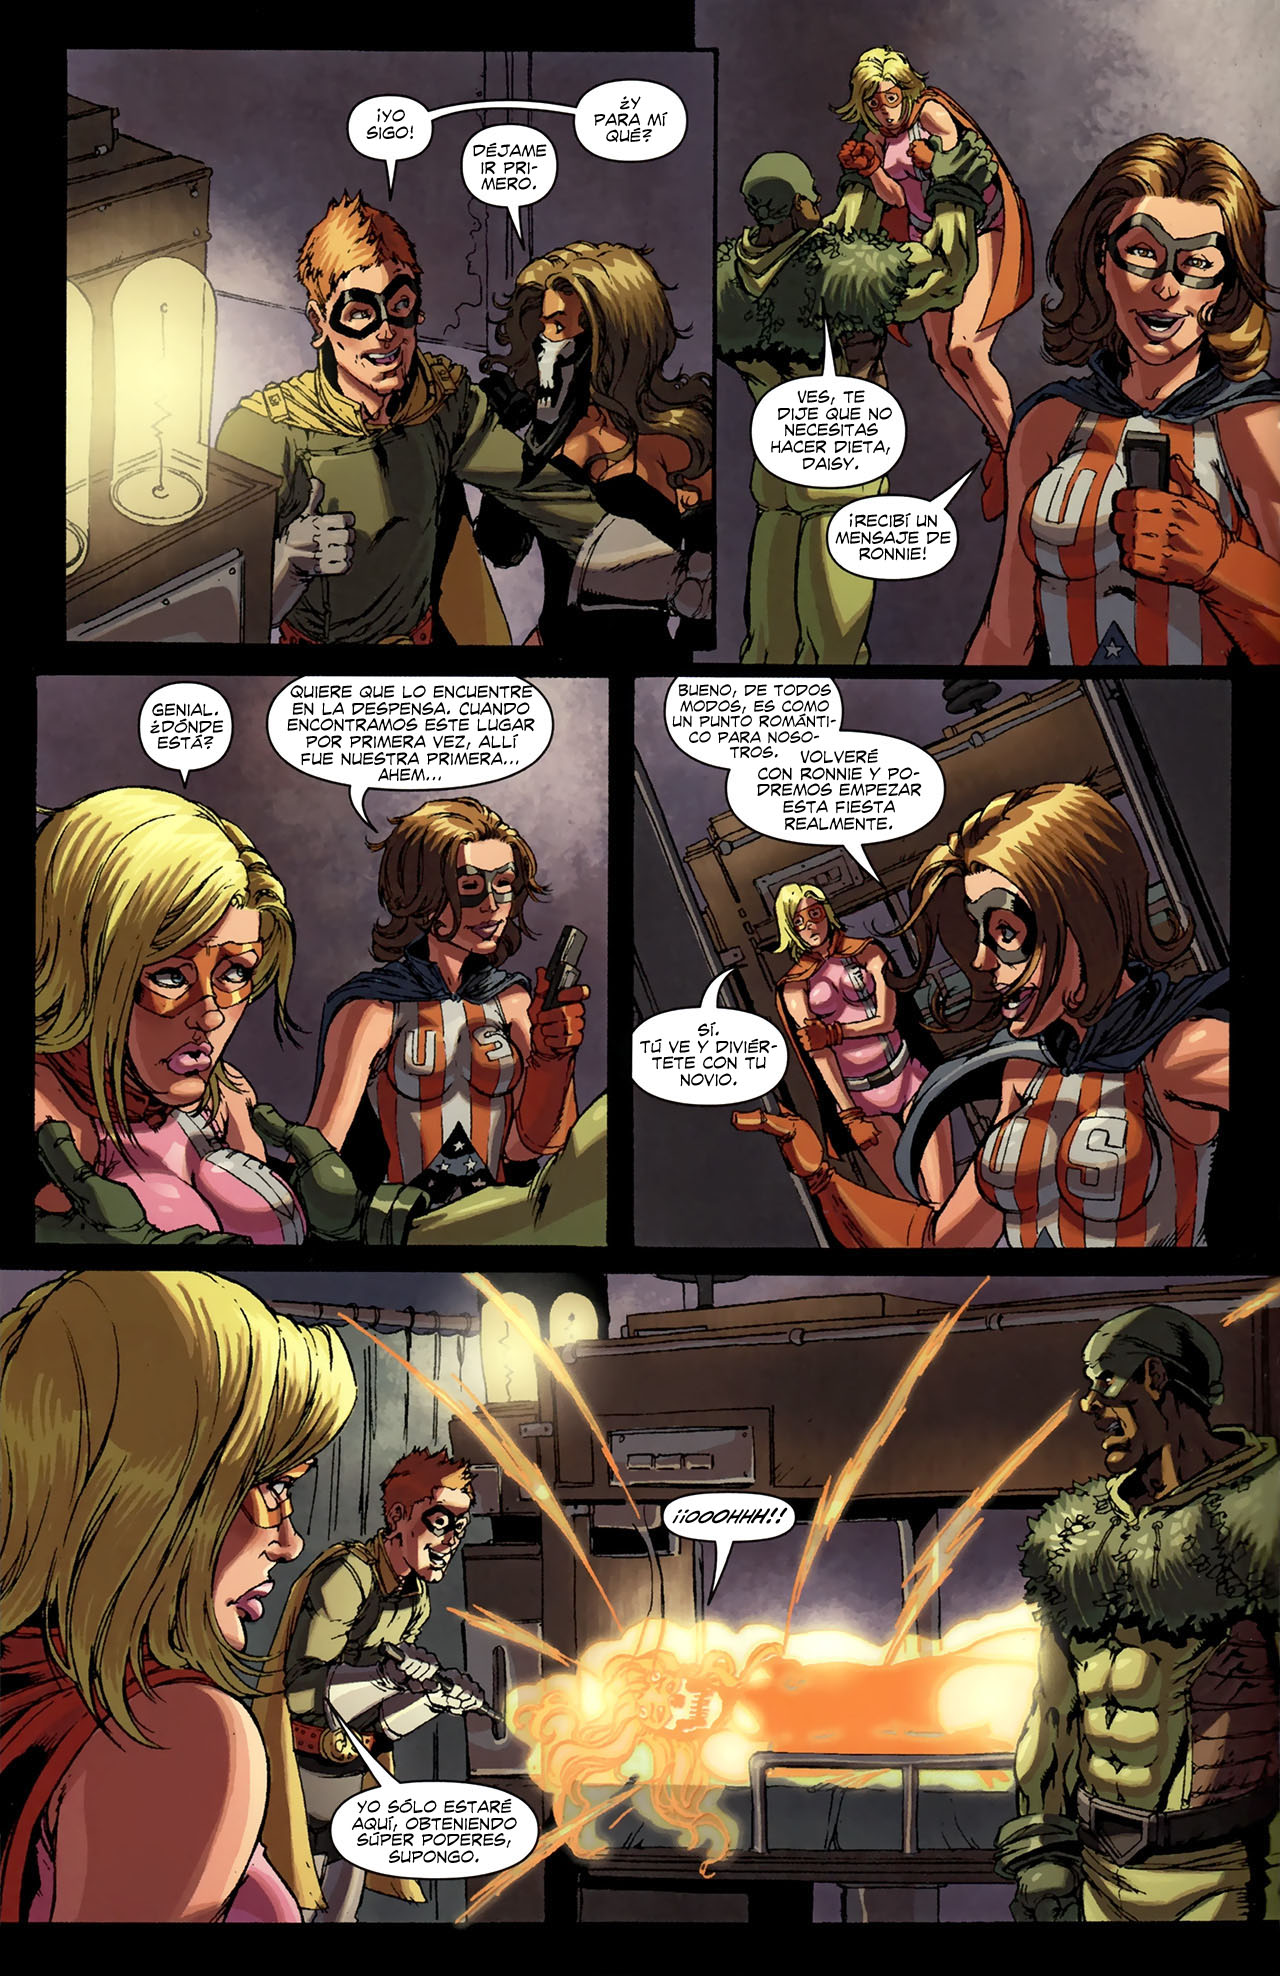 ¡YO
SIGO!
¿Y
PARA MÍ
QUÉ?
DÉJAME
IR PRI-
MERO.
VES, TE
DIJE QUE NO
NECESITAS
HACER DIETA,
DAISY.
¡RECIBÍ UN
MENSAJE DE
RONNIE!
U
GENIAL.
¿DÓNDE
ESTÁ?
QUIERE QUE LO ENCUENTRE
EN LA DESPENSA. CUANDO
ENCONTRAMOS ESTE LUGAR
POR PRIMERA VEZ, ALLÍ
FUE NUESTRA PRIMERA...
AHEM...
US
BUENO, DE TODOS
MODOS, ES COMO
UN PUNTO ROMÁNTI-
CO PARA NOSO-
TROS.
VOLVERÉ
CON RONNIE Y PO-
DREMOS EMPEZAR
ESTA FIESTA
REALMENTE.
SÍ.
TÚ VE Y DIVIÉR-
TETE CON TU
NOVIO.
US
¡¡OOOHHH!!
YO SÓLO ESTARÉ
AQUÍ, OBTENIENDO
SÚPER PODERES,
SUPONGO.